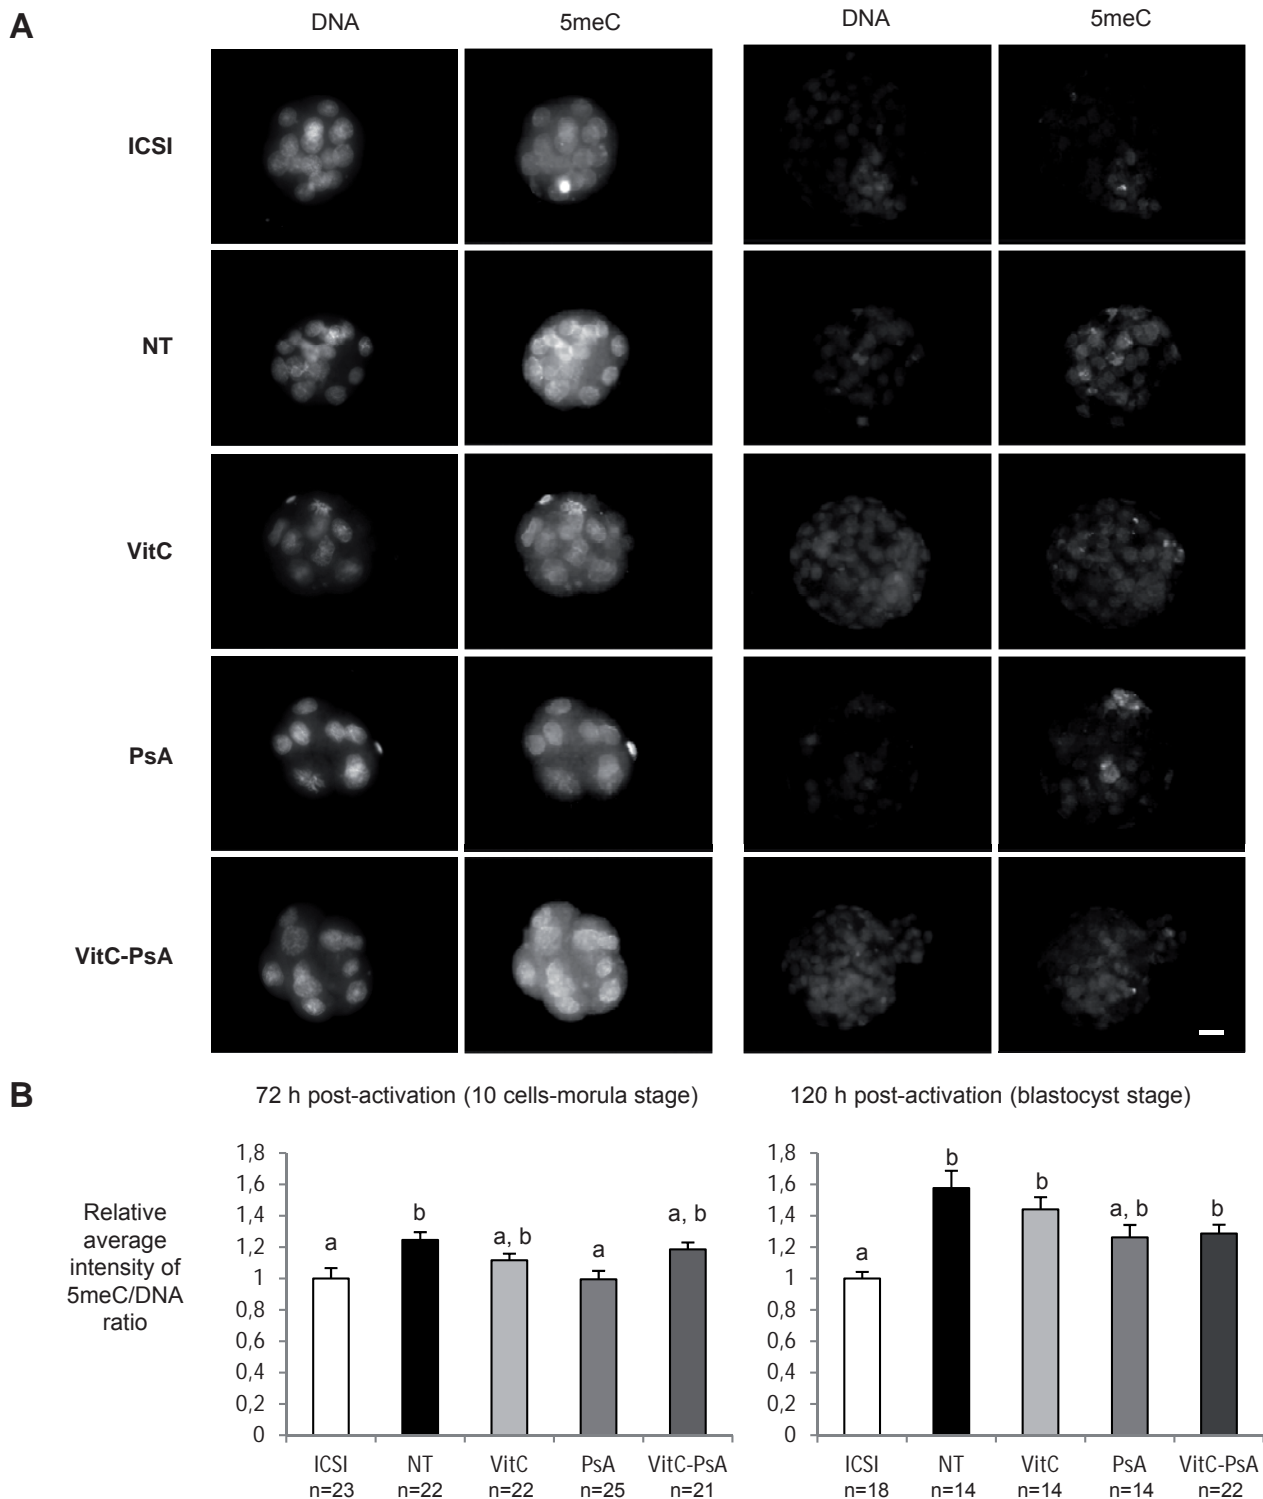 A
DNA 5meC DNA 5meC
ICSI
NT
VitC
PsA
VitC-PsA
B
72 h post-activation (10 cells-morula stage)
120 h post-activation (blastocyst stage)
Relative
average
intensity of
5meC/DNA
ratio
1,8
1,6
1,4
1,2
1
0,8
0,6
0,4
0,2
0
a
b
a, b
a
a, b
ICSI NT VitC PsA VitC-PsA
n=23 n=22 n=22 n=25 n=21
1,8
1,6
1,4
1,2
1
0,8
0,6
0,4
0,2
0
a
b
b
a, b
b
ICSI NT VitC PsA VitC-PsA
n=18 n=14 n=14 n=14 n=22